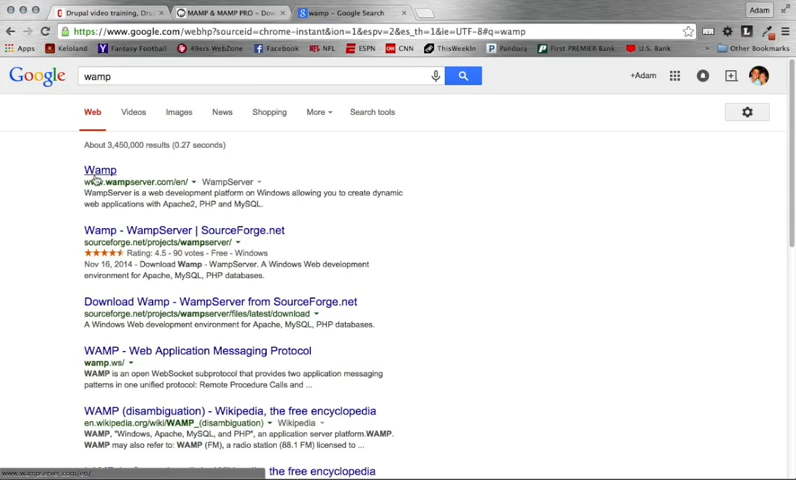 Drupal video training, Dru
MAMP & MAMP PRO – Dow
wamp – Google Search
Adam
https://www.google.com/webhp?sourceid=chrome-instant&ion=1&espv=2&es_th=1&ie=UTF-8#q=wamp
Apps Keloland Fantasy Football 49ers WebZone Facebook NFL ESPN CNN ThisWeekIn Pandora First PREMIER Bank U.S. Bank » Other Bookmarks
Google wamp +Adam
Web Videos Images News Shopping More Search tools
About 3,450,000 results (0.27 seconds)
Wamp
www.wampserver.com/en/ WampServer
WampServer is a web development platform on Windows allowing you to create dynamic
web applications with Apache2, PHP and MySQL.
Wamp - WampServer | SourceForge.net
sourceforge.net/projects/wampserver/
Rating: 4.5 - 90 votes - Free - Windows
Nov 16, 2014 - Download Wamp - WampServer. A Windows Web development
environment for Apache, MySQL, PHP databases.
Download Wamp - WampServer from SourceForge.net
sourceforge.net/projects/wampserver/files/latest/download
A Windows Web development environment for Apache, MySQL, PHP databases.
WAMP - Web Application Messaging Protocol
wamp.ws/
WAMP is an open WebSocket subprotocol that provides two application messaging
patterns in one unified protocol: Remote Procedure Calls and ...
WAMP (disambiguation) - Wikipedia, the free encyclopedia
en.wikipedia.org/wiki/WAMP_(disambiguation) Wikipedia
WAMP, "Windows, Apache, MySQL, and PHP", an application server platform.WAMP.
WAMP may also refer to: WAMP (FM), a radio station (88.1 FM) licensed to ...
the free encyclopedia
www.wampserver.com/en/